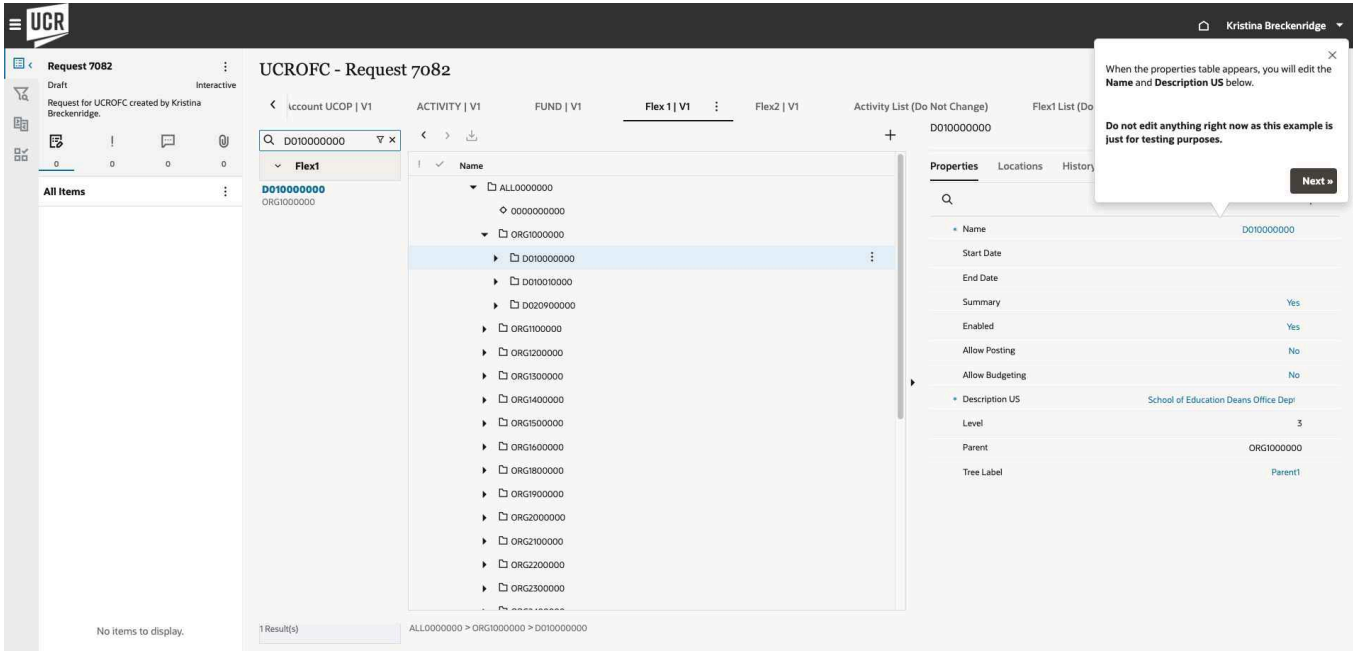 UCR
Kristina Breckenridge
Request 7082
Draft
Interactive
Request for UCROFC created by Kristina
Breckenridge.
0
0
0
0
All Items
No items to display.
UCROFC - Request 7082
Account UCOP | V1
ACTIVITY | V1
FUND | V1
Flex 1 | V1
Flex2 | V1
Activity List (Do Not Change)
Flex1 List (Do
D010000000
Flex1
D010000000
ORG1000000
1 Result(s)
Name
ALL0000000
0000000000
ORG1000000
D010000000
D010010000
D020900000
ORG1100000
ORG1200000
ORG1300000
ORG1400000
ORG1500000
ORG1600000
ORG1800000
ORG1900000
ORG2000000
ORG2100000
ORG2200000
ORG2300000
ALL0000000 > ORG1000000 > D010000000
D010000000
Properties
Locations
History
Name
D010000000
Start Date
End Date
Summary
Yes
Enabled
Yes
Allow Posting
No
Allow Budgeting
No
Description US
School of Education Deans Office Dep
Level
3
Parent
ORG1000000
Tree Label
Parent1
When the properties table appears, you will edit the
Name and Description US below.
Do not edit anything right now as this example is
just for testing purposes.
Next »